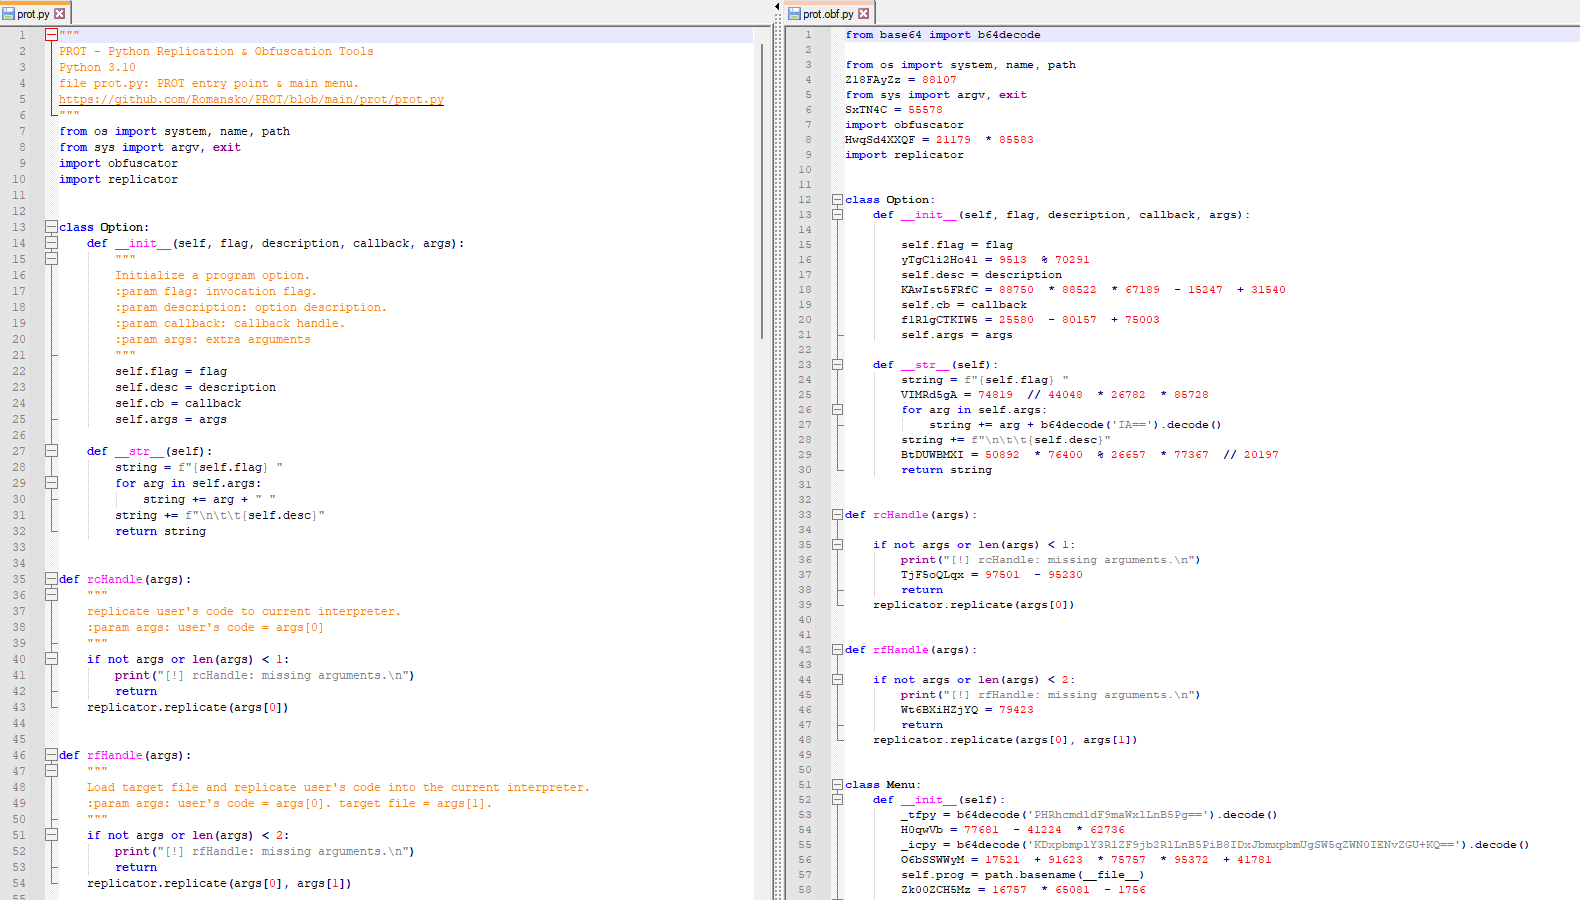 prot.py
1 """
2 PROT - Python Replication & Obfuscation Tools
3 Python 3.10
4 file prot.py: PROT entry point & main menu.
5 https://github.com/Romansko/PROT/blob/main/prot/prot.py
6 """
7 from os import system, name, path
8 from sys import argv, exit
9 import obfuscator
10 import replicator
11
12
13 class Option:
14 def __init__(self, flag, description, callback, args):
15 """
16 Initialize a program option.
17 :param flag: invocation flag.
18 :param description: option description.
19 :param callback: callback handle.
20 :param args: extra arguments
21 """
22 self.flag = flag
23 self.desc = description
24 self.cb = callback
25 self.args = args
26
27 def __str__(self):
28 string = f"{self.flag} "
29 for arg in self.args:
30 string += arg + " "
31 string += f"\n\t\t{self.desc}"
32 return string
33
34
35 def rcHandle(args):
36 """
37 replicate user's code to current interpreter.
38 :param args: user's code = args[0]
39 """
40 if not args or len(args) < 1:
41 print("[!] rcHandle: missing arguments.\n")
42 return
43 replicator.replicate(args[0])
44
45
46 def rfHandle(args):
47 """
48 Load target file and replicate user's code into the current interpreter.
49 :param args: user's code = args[0]. target file = args[1].
50 """
51 if not args or len(args) < 2:
52 print("[!] rfHandle: missing arguments.\n")
53 return
54 replicator.replicate(args[0], args[1])
55
prot.obf.py
1 from base64 import b64decode
2
3 from os import system, name, path
4 Zl8FAyZz = 88107
5 from sys import argv, exit
6 SxTN4C = 55578
7 import obfuscator
8 HwqSd4XXQF = 21179 * 85583
9 import replicator
10
11
12 class Option:
13 def __init__(self, flag, description, callback, args):
14
15 self.flag = flag
16 yTgCli2Ho41 = 9513 % 70291
17 self.desc = description
18 KAwIst5FRfC = 88750 * 88522 * 67189 - 15247 + 31540
19 self.cb = callback
20 flRlgCTKIW5 = 25580 - 80157 + 75003
21 self.args = args
22
23 def __str__(self):
24 string = f"{self.flag} "
25 VIMRd5gA = 74819 // 44048 * 26782 * 85728
26 for arg in self.args:
27 string += arg + b64decode('IA==').decode()
28 string += f"\n\t\t{self.desc}"
29 BtDUWBMXI = 50892 * 76400 % 26657 * 77367 // 20197
30 return string
31
32
33 def rcHandle(args):
34
35 if not args or len(args) < 1:
36 print("[!] rcHandle: missing arguments.\n")
37 TjF5oQLqx = 97501 - 95230
38 return
39 replicator.replicate(args[0])
40
41
42 def rfHandle(args):
43
44 if not args or len(args) < 2:
45 print("[!] rfHandle: missing arguments.\n")
46 Wt6BXiHZjYQ = 79423
47 return
48 replicator.replicate(args[0], args[1])
49
50
51 class Menu:
52 def __init__(self):
53 _tfpy = b64decode('PHRhcmdldF9maWxlLnB5Pg==').decode()
54 H0qwVb = 77681 - 41224 * 62736
55 _icpy = b64decode('KDxpbmplY3RlZF9jb2RlLnB5PiB8IDxJbmxpbmUgSW5qZWN0IENvZGU+KQ==').decode()
56 O6bSSWWyM = 17521 + 91623 * 75757 * 95372 + 41781
57 self.prog = path.basename(__file__)
58 Zk00ZCH5Mz = 16757 * 65081 - 1756